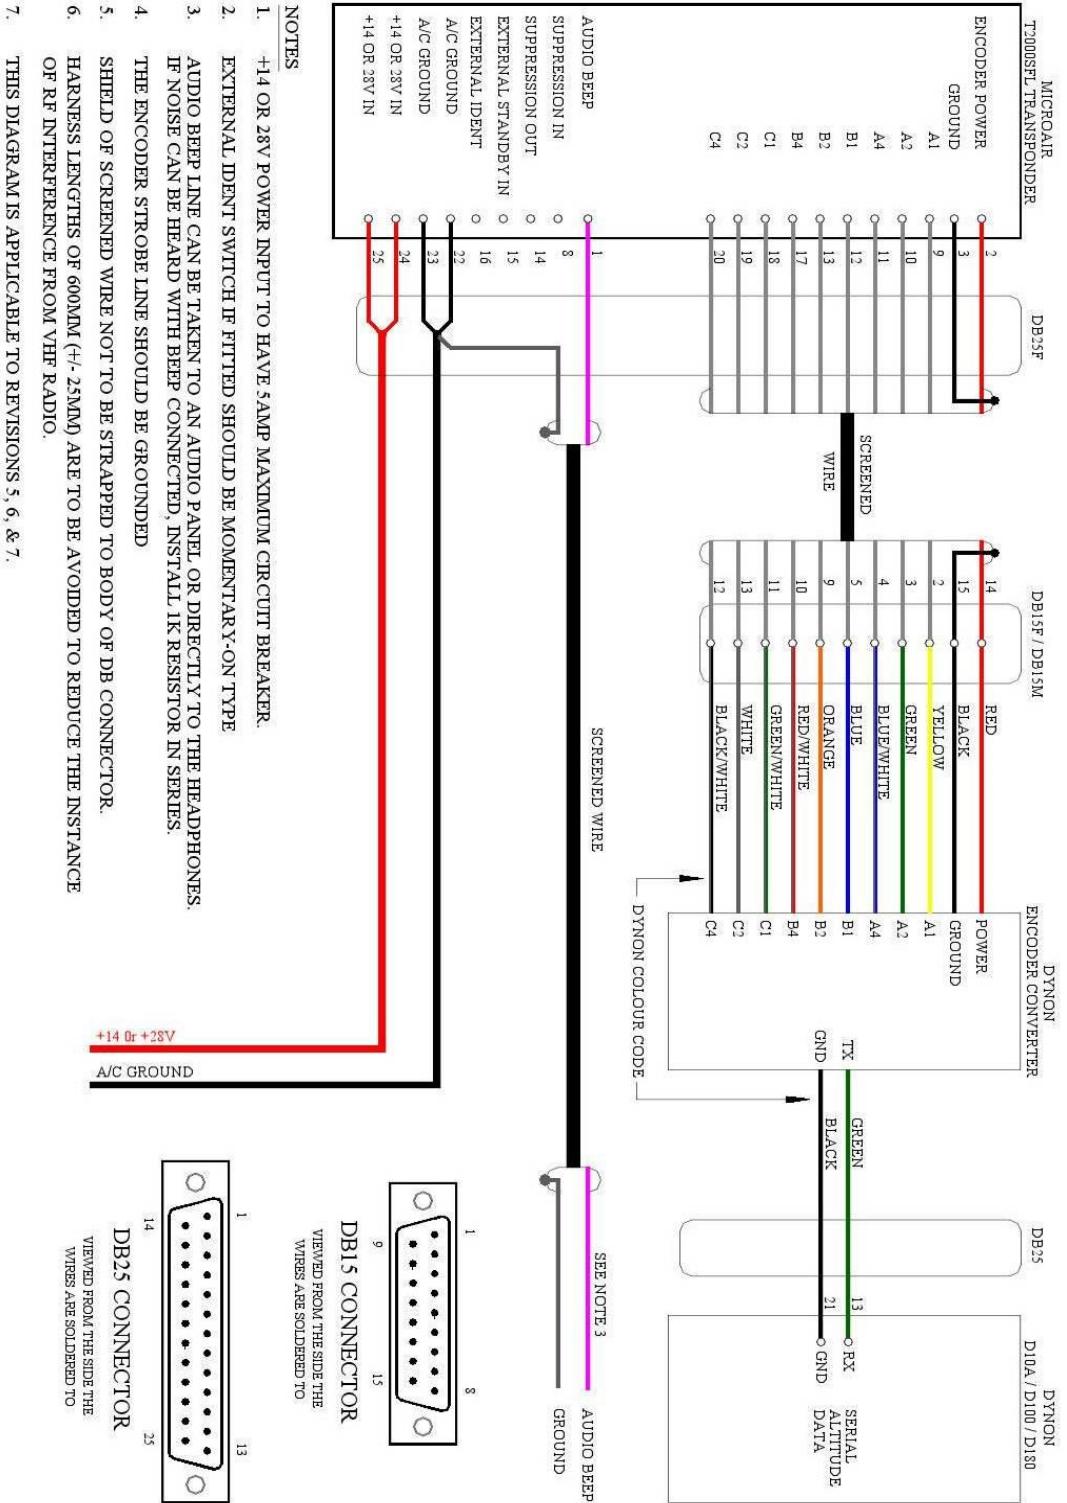 MICROAIR
T2000SFL TRANSPONDER
ENCODER POWER
GROUND
A1
A2
A4
B1
B2
B4
C1
C2
C4
AUDIO BEEP
SUPPRESSION IN
SUPPRESSION OUT
EXTERNAL STANDBY IN
EXTERNAL IDENT
A/C GROUND
A/C GROUND
+14 OR 28V IN
+14 OR 28V IN
2
3
9
10
11
12
13
17
18
19
20
1
8
14
15
16
22
23
24
25
DB25F
SCREENED
WIRE
DB15F / DB15M
14
15
2
3
4
5
9
10
11
13
12
RED
BLACK
YELLOW
GREEN
BLUE/WHITE
BLUE
ORANGE
RED/WHITE
GREEN/WHITE
WHITE
BLACK/WHITE
DYNON COLOUR CODE
DYNON
ENCODER CONVERTER
POWER
GROUND
A1
A2
A4
B1
B2
B4
C1
C2
C4
TX
GND
GREEN
BLACK
DB25
13
21
DYNON
D10A / D100 / D180
RX
GND
SERIAL
ALTITUDE
DATA
SCREENED WIRE
SEE NOTE 3
AUDIO BEEP
GROUND
+14 0r +28V
A/C GROUND
1
8
9
15
DB15 CONNECTOR
VIEWED FROM THE SIDE THE
WIRES ARE SOLDERED TO
1
13
14
25
DB25 CONNECTOR
VIEWED FROM THE SIDE THE
WIRES ARE SOLDERED TO
NOTES
1. +14 OR 28V POWER INPUT TO HAVE 5AMP MAXIMUM CIRCUIT BREAKER.
2. EXTERNAL IDENT SWITCH IF FITTED SHOULD BE MOMENTARY-ON TYPE
3. AUDIO BEEP LINE CAN BE TAKEN TO AN AUDIO PANEL OR DIRECTLY TO THE HEADPHONES.
IF NOISE CAN BE HEARD WITH BEEP CONNECTED, INSTALL 1K RESISTOR IN SERIES.
4. THE ENCODER STROBE LINE SHOULD BE GROUNDED
5. SHIELD OF SCREENED WIRE NOT TO BE STRAPPED TO BODY OF DB CONNECTOR.
6. HARNESS LENGTHS OF 600MM (+/- 25MM) ARE TO BE AVOIDED TO REDUCE THE INSTANCE
OF RF INTERFERENCE FROM VHF RADIO.
7. THIS DIAGRAM IS APPLICABLE TO REVISIONS 5, 6, & 7.